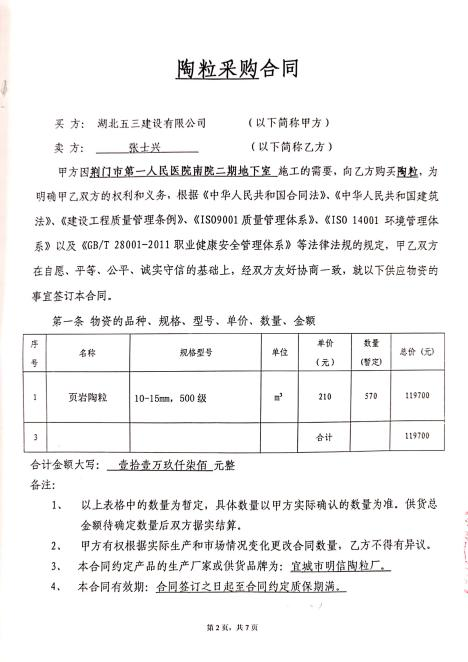 陶粒采购合同
买 方： 湖北五三建设有限公司 （以下简称甲方）
卖 方： 张士兴 （以下简称乙方）
甲方因荆门市第一人民医院南院二期地下室 施工的需要，向乙方购买陶粒，为
明确甲乙双方的权利和义务，根据《中华人民共和国合同法》、《中华人民共和国建筑
法》、《建设工程质量管理条例》、《ISO9001 质量管理体系》、《ISO 14001 环境管理体
系》以及《GB/T 28001-2011 职业健康安全管理体系》等法律法规的规定，甲乙双方
在自愿、平等、公平、诚实守信的基础上，经双方友好协商一致，就以下供应物资的
事宜签订本合同。
第一条 物资的品种、规格、型号、单价、数量、金额
序号 名称 规格型号 单位 单价（元） 数量（暂定） 总价（元）
1 页岩陶粒 10-15mm，500 级 m³ 210 570 119700
3 合计 119700
合计金额大写： 壹拾壹万玖仟柒佰 元整
备注：
1、 以上表格中的数量为暂定，具体数量以甲方实际确认的数量为准。供货总
金额待确定数量后双方据实结算。
2、 甲方有权根据实际生产和市场情况变化更改合同数量，乙方不得有异议。
3、 本合同约定产品的生产厂家或供货品牌为：宜城市明信陶粒厂。
4、 本合同有效期：合同签订之日起至合同约定质保期满。
第 2 页，共 7 页